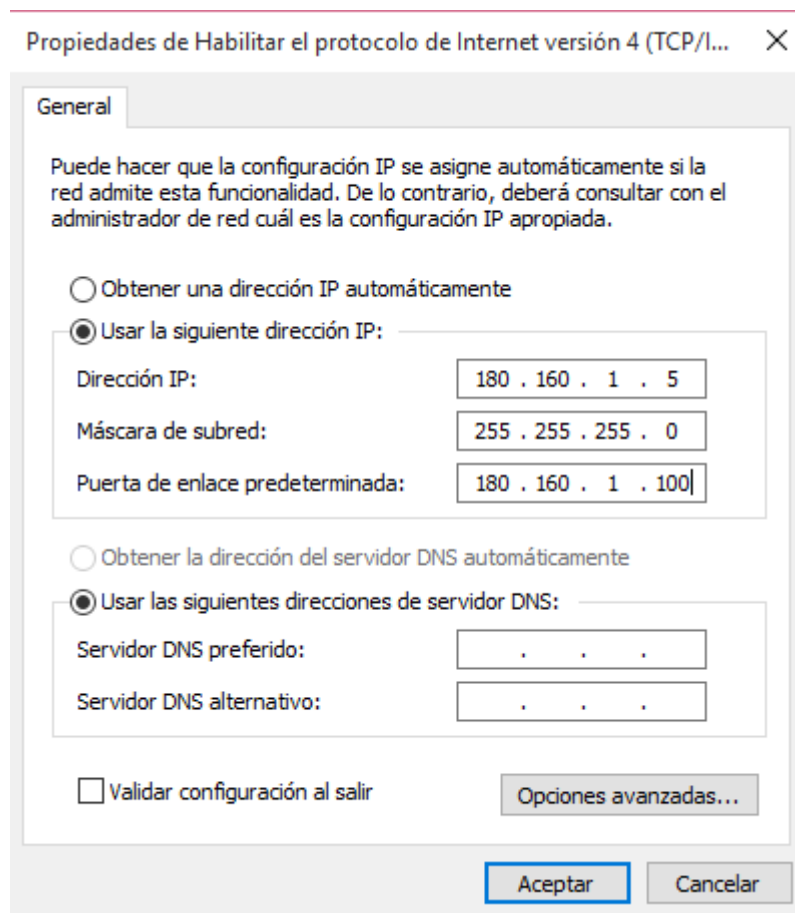 Propiedades de Habilitar el protocolo de Internet versión 4 (TCP/I...
General
Puede hacer que la configuración IP se asigne automáticamente si la
red admite esta funcionalidad. De lo contrario, deberá consultar con el
administrador de red cuál es la configuración IP apropiada.
Obtener una dirección IP automáticamente
Usar la siguiente dirección IP:
Dirección IP: 180 . 160 . 1 . 5
Máscara de subred: 255 . 255 . 255 . 0
Puerta de enlace predeterminada: 180 . 160 . 1 . 100
Obtener la dirección del servidor DNS automáticamente
Usar las siguientes direcciones de servidor DNS:
Servidor DNS preferido: . . .
Servidor DNS alternativo: . . .
Validar configuración al salir
Opciones avanzadas...
Aceptar Cancelar